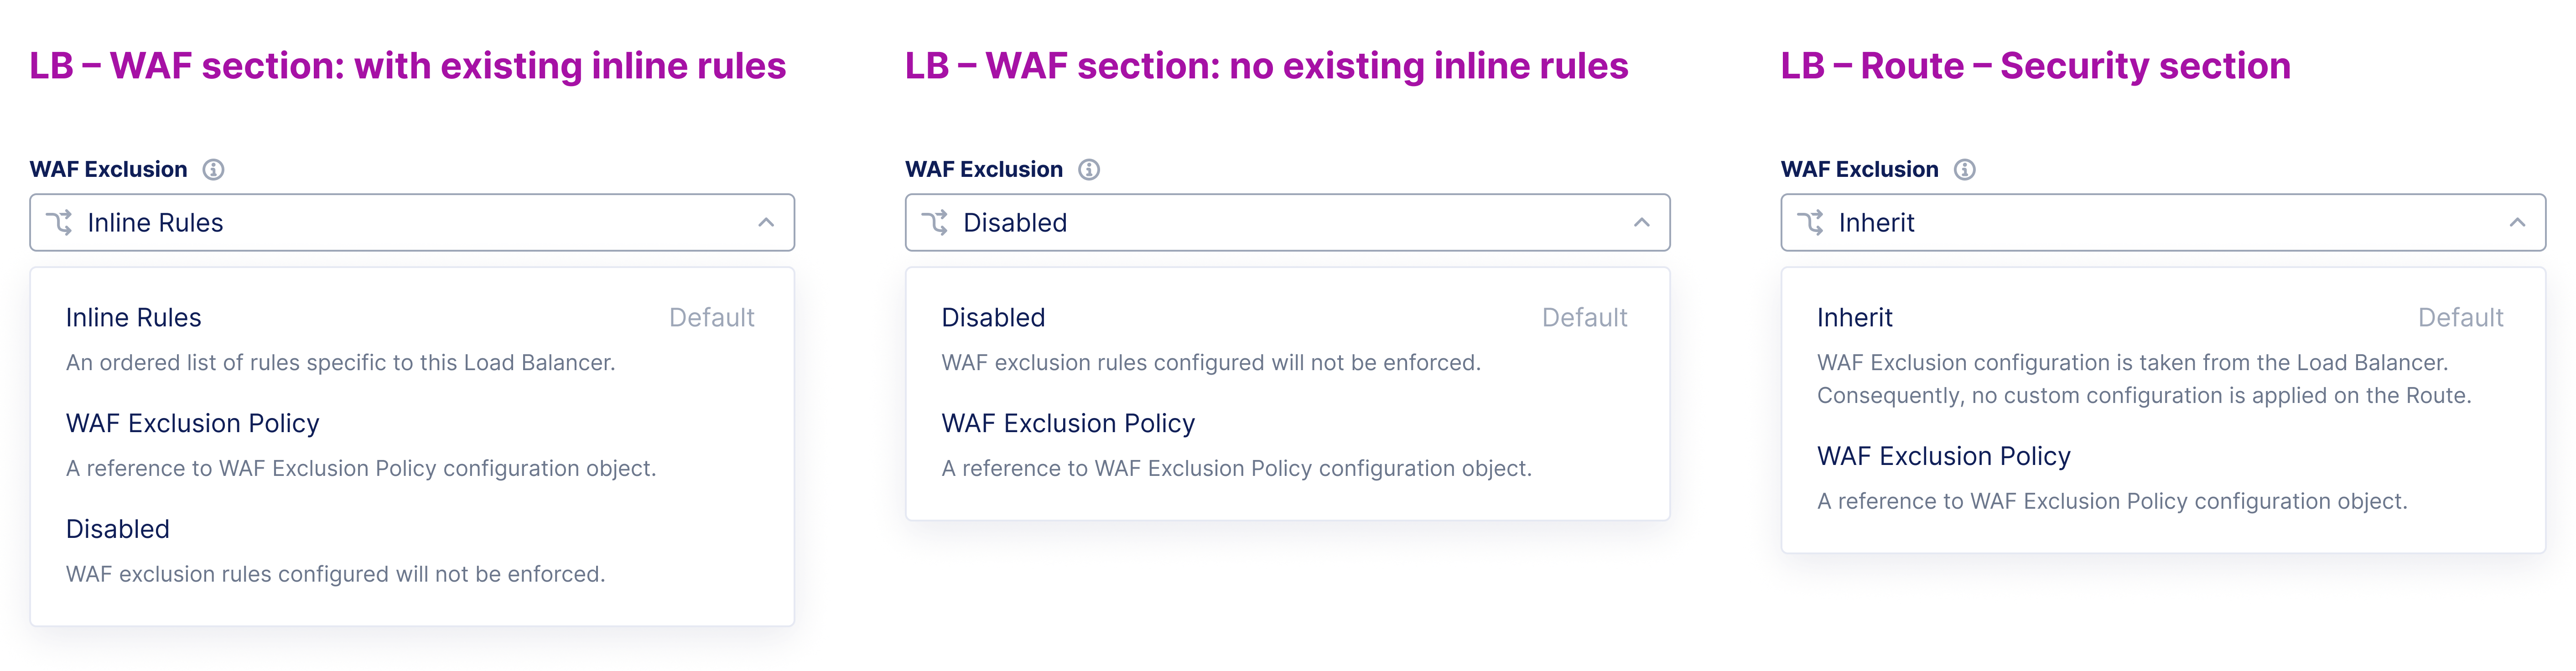 LB – WAF section: with existing inline rules
WAF Exclusion
Inline Rules
Inline Rules Default
An ordered list of rules specific to this Load Balancer.
WAF Exclusion Policy
A reference to WAF Exclusion Policy configuration object.
Disabled
WAF exclusion rules configured will not be enforced.
LB – WAF section: no existing inline rules
WAF Exclusion
Disabled
Disabled Default
WAF exclusion rules configured will not be enforced.
WAF Exclusion Policy
A reference to WAF Exclusion Policy configuration object.
LB – Route – Security section
WAF Exclusion
Inherit
Inherit Default
WAF Exclusion configuration is taken from the Load Balancer.
Consequently, no custom configuration is applied on the Route.
WAF Exclusion Policy
A reference to WAF Exclusion Policy configuration object.